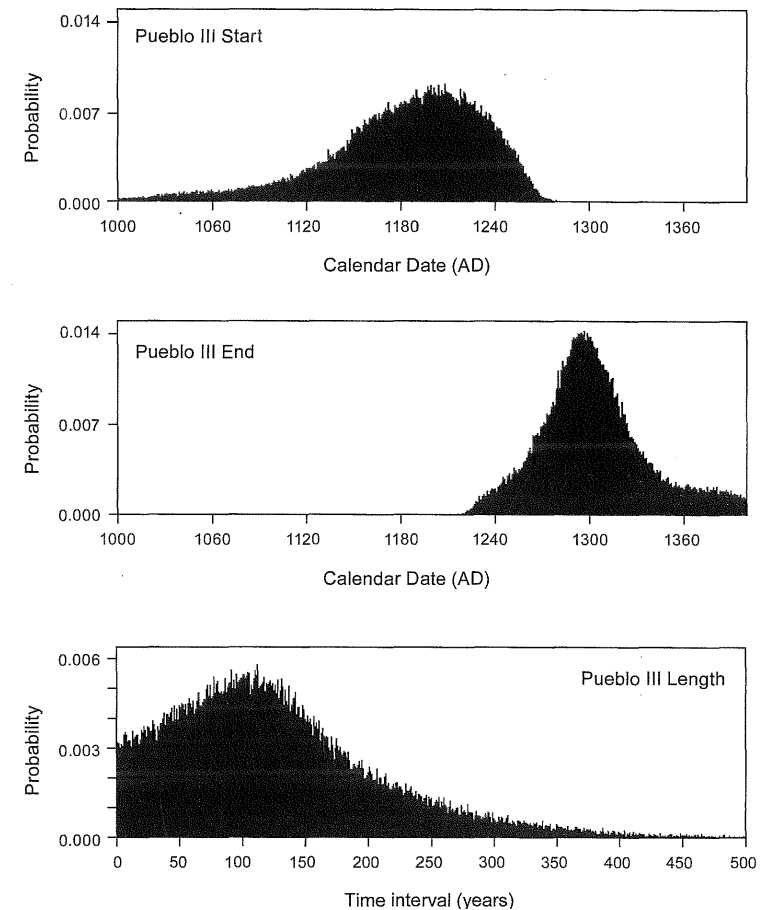 0.014
Pueblo III Start
Probability
0.007
0.000
1000 1060 1120 1180 1240 1300 1360
Calendar Date (AD)
0.014
Pueblo III End
Probability
0.007
0.000
1000 1060 1120 1180 1240 1300 1360
Calendar Date (AD)
0.006
Pueblo III Length
Probability
0.003
0.000
0 50 100 150 200 250 300 350 400 450 500
Time interval (years)